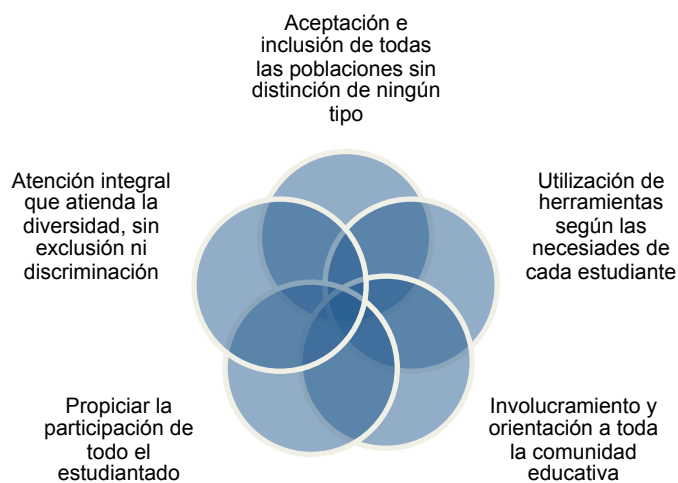 Aceptación e
inclusión de todas
las poblaciones sin
distinción de ningún
tipo
Atención integral
que atienda la
diversidad, sin
exclusión ni
discriminación
Utilización de
herramientas
según las
necesiades de
cada estudiante
Propiciar la
participación de
todo el
estudiantado
Involucramiento y
orientación a toda
la comunidad
educativa